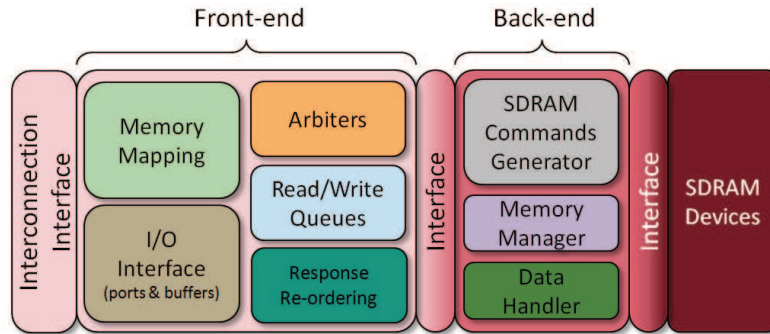 Front-end
Back-end
Interconnection
Interface
Memory
Mapping
I/O
Interface
(ports & buffers)
Arbiters
Read/Write
Queues
Response
Re-ordering
Interface
SDRAM
Commands
Generator
Memory
Manager
Data
Handler
Interface
SDRAM
Devices